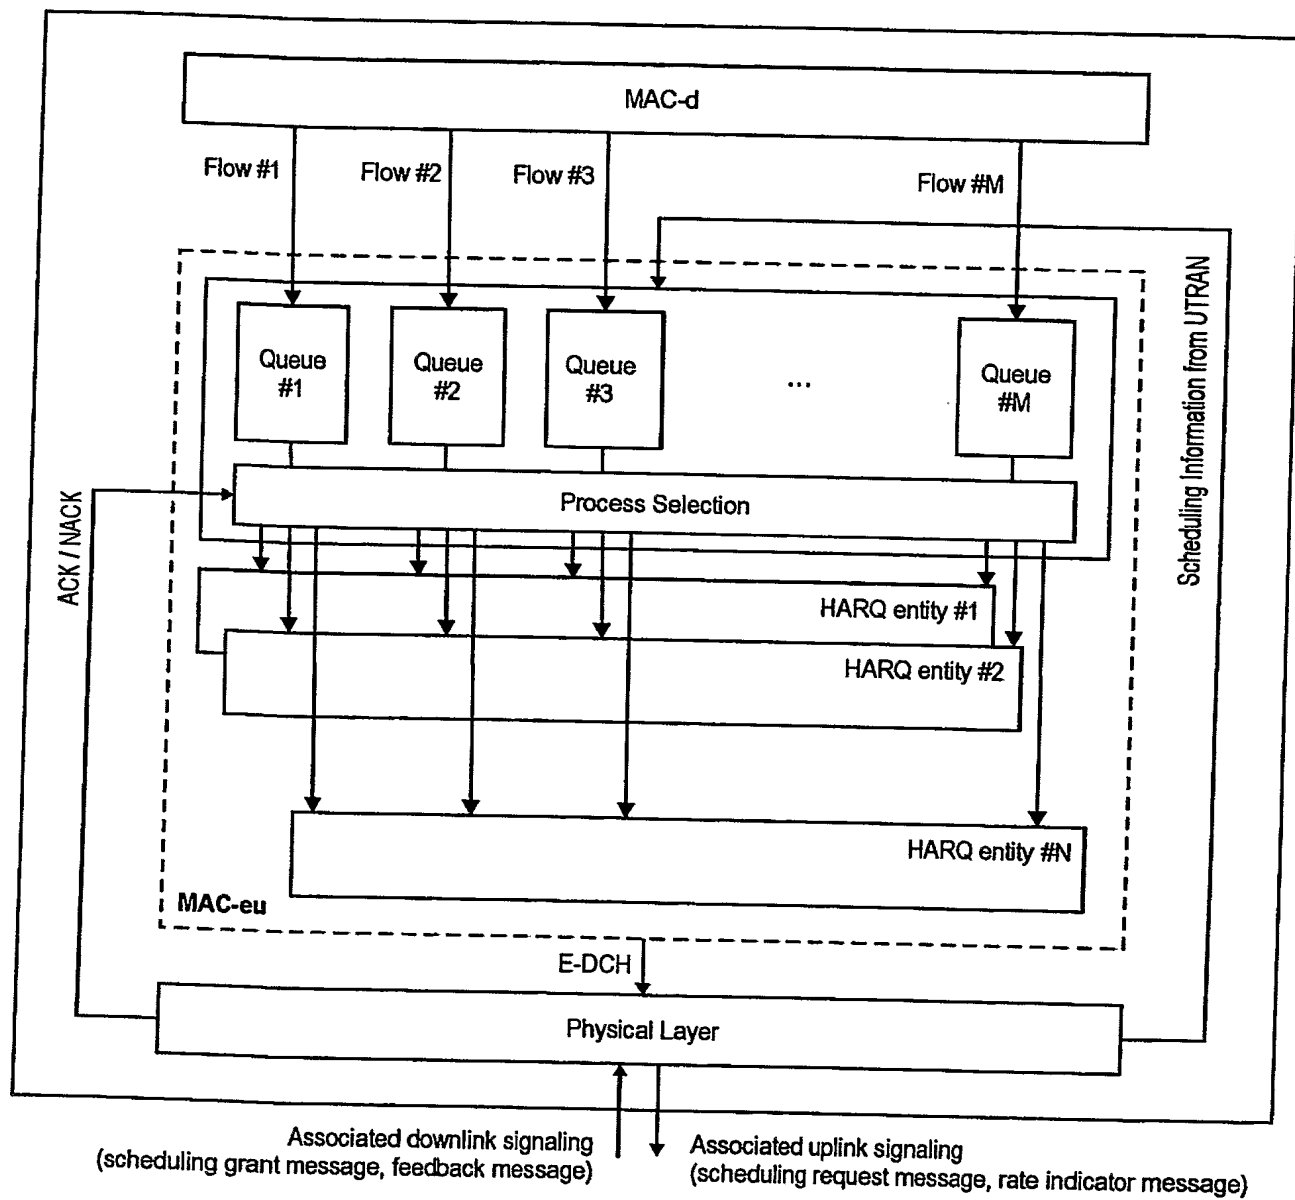 MAC-d
Flow #1
Flow #2
Flow #3
Flow #M
Queue
#1
Queue
#2
Queue
#3
...
Queue
#M
Process Selection
ACK / NACK
Scheduling Information from UTRAN
HARQ entity #1
HARQ entity #2
HARQ entity #N
MAC-eu
E-DCH
Physical Layer
Associated downlink signaling
(scheduling grant message, feedback message)
Associated uplink signaling
(scheduling request message, rate indicator message)